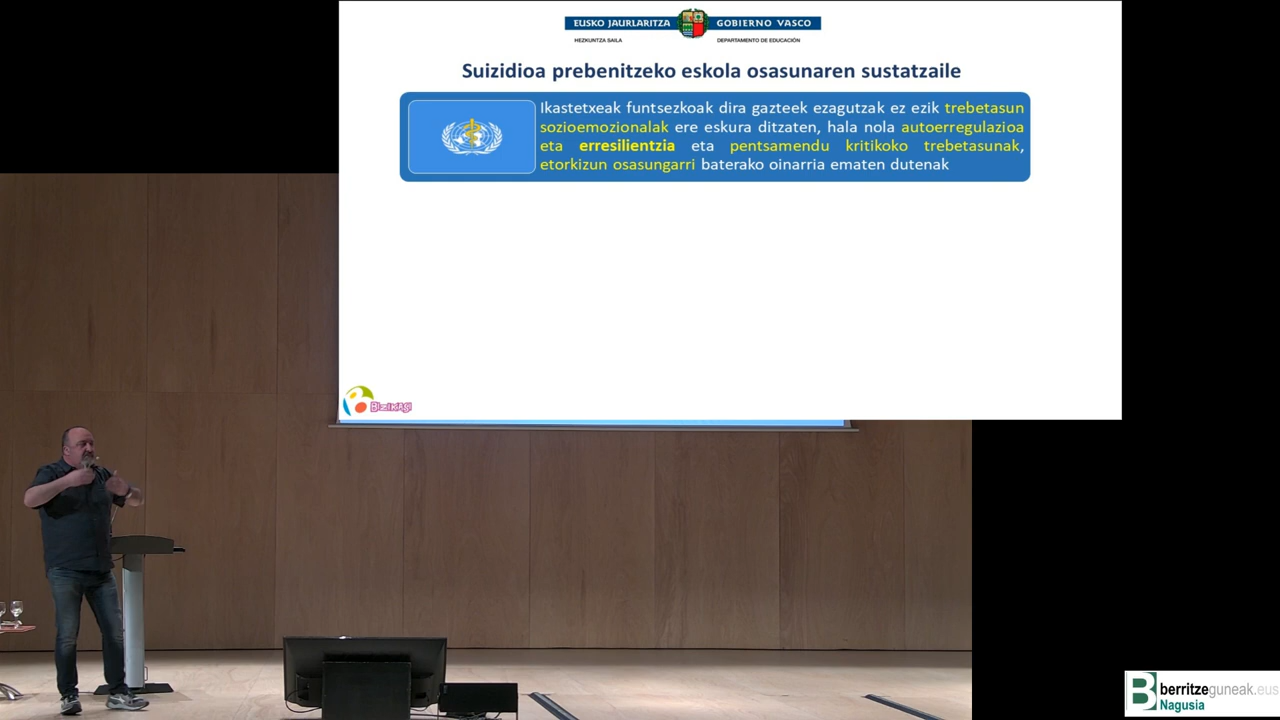 EUSKO JAURLARITZA GOBIERNO VASCO
HEZKUNTZA SAILA DEPARTAMENTO DE EDUCACIÓN
Suizidioa prebenitzeko eskola osasunaren sustatzaile
Ikastetxeak funtsezkoak dira gazteek ezagutzak ez ezik trebetasun
sozioemozionalak ere eskura ditzaten, hala nola autoerregulazioa
eta erresilientzia eta pentsamendu kritikoko trebetasunak,
etorkizun osasungarri baterako oinarria ematen dutenak
BIZIKASI
berritzeguneak.eus
Nagusia